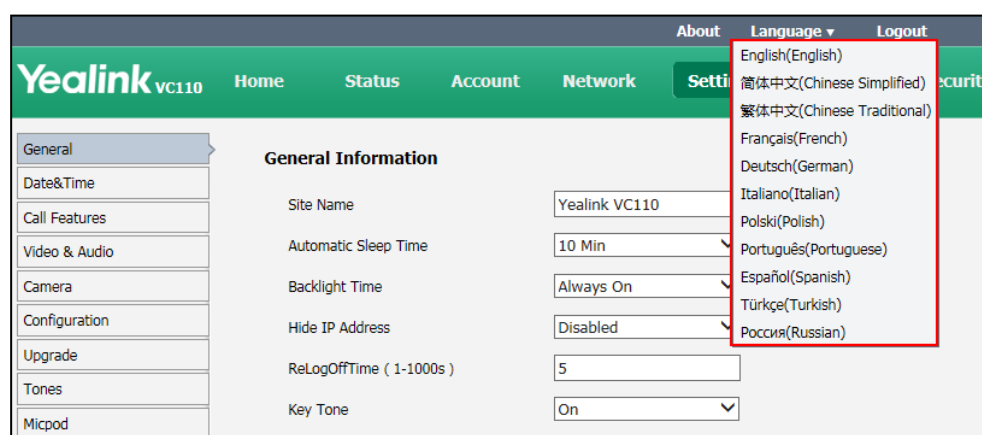 About Language ▾ Logout
Yealink VC110
Home Status Account Network Setti ecurit
English(English)
简体中文(Chinese Simplified)
繁体中文(Chinese Traditional)
Français(French)
Deutsch(German)
Italiano(Italian)
Polski(Polish)
Português(Portuguese)
Español(Spanish)
Türkçe(Turkish)
Россия(Russian)
General
Date&Time
Call Features
Video & Audio
Camera
Configuration
Upgrade
Tones
Micpod
General Information
Site Name Yealink VC110
Automatic Sleep Time 10 Min
Backlight Time Always On
Hide IP Address Disabled
ReLogOffTime ( 1-1000s ) 5
Key Tone On